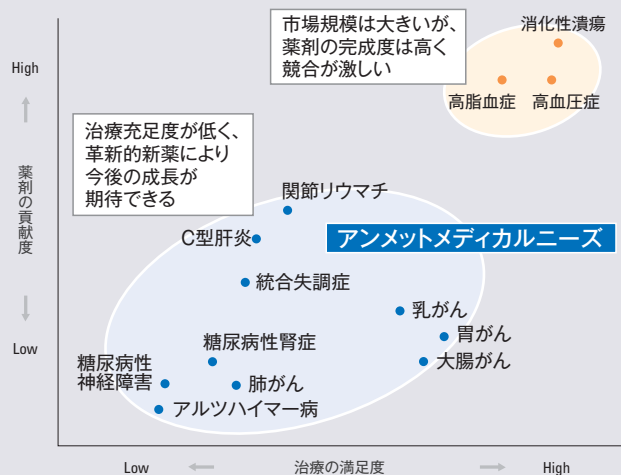 市場規模は大きいが、
薬剤の完成度は高く
競合が激しい
消化性潰瘍
高脂血症
高血圧症
High
薬剤の貢献度
Low
治療充足度が低く、
革新的新薬により
今後の成長が
期待できる
関節リウマチ
C型肝炎
アンメットメディカルニーズ
統合失調症
乳がん
胃がん
糖尿病性腎症
大腸がん
糖尿病性
神経障害
肺がん
アルツハイマー病
Low
治療の満足度
High